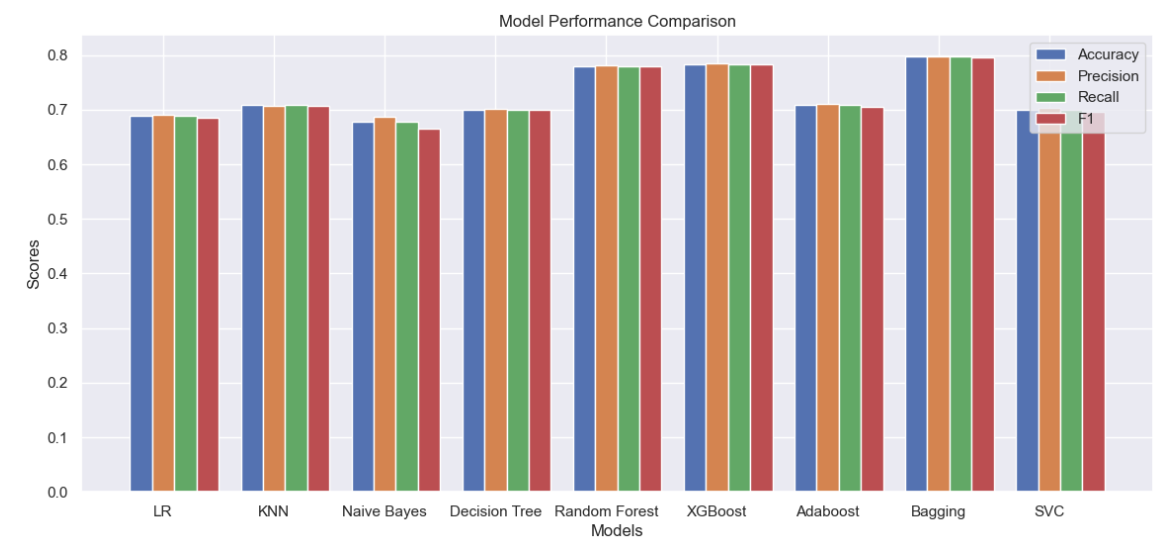 Model Performance Comparison
Accuracy
Precision
Recall
F1
Scores
0.8
0.7
0.6
0.5
0.4
0.3
0.2
0.1
0.0
LR KNN Naive Bayes Decision Tree Random Forest XGBoost Adaboost Bagging SVC
Models